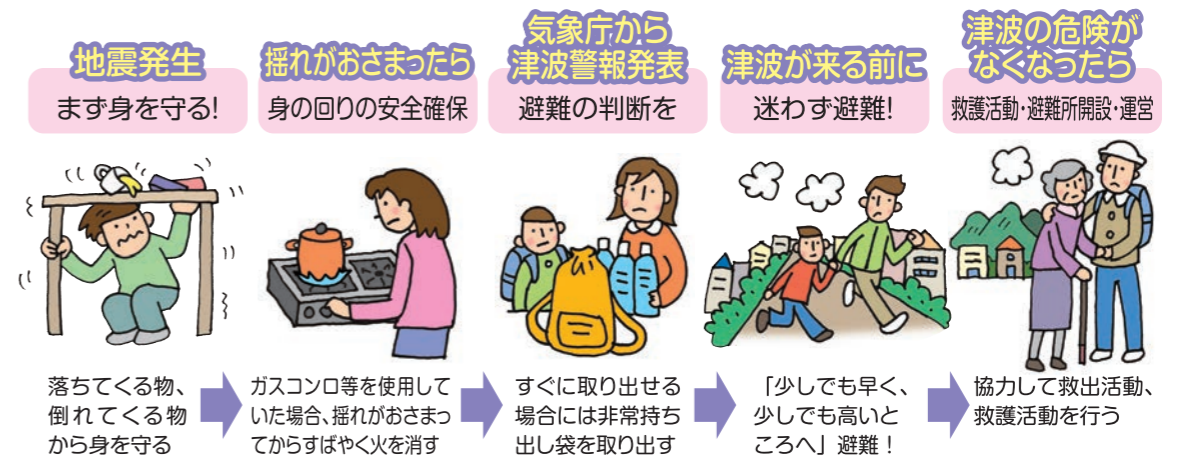 地震発生
まず身を守る!
落ちてくる物、
倒れてくる物
から身を守る
揺れがおさまったら
身の回りの安全確保
ガスコンロ等を使用して
いた場合、揺れがおさまっ
てからすばやく火を消す
気象庁から
津波警報発表
避難の判断を
すぐに取り出せる
場合には非常持ち
出し袋を取り出す
津波が来る前に
迷わず避難!
「少しでも早く、
少しでも高いと
ころへ」避難！
津波の危険が
なくなったら
救護活動・避難所開設・運営
協力して救出活動、
救護活動を行う